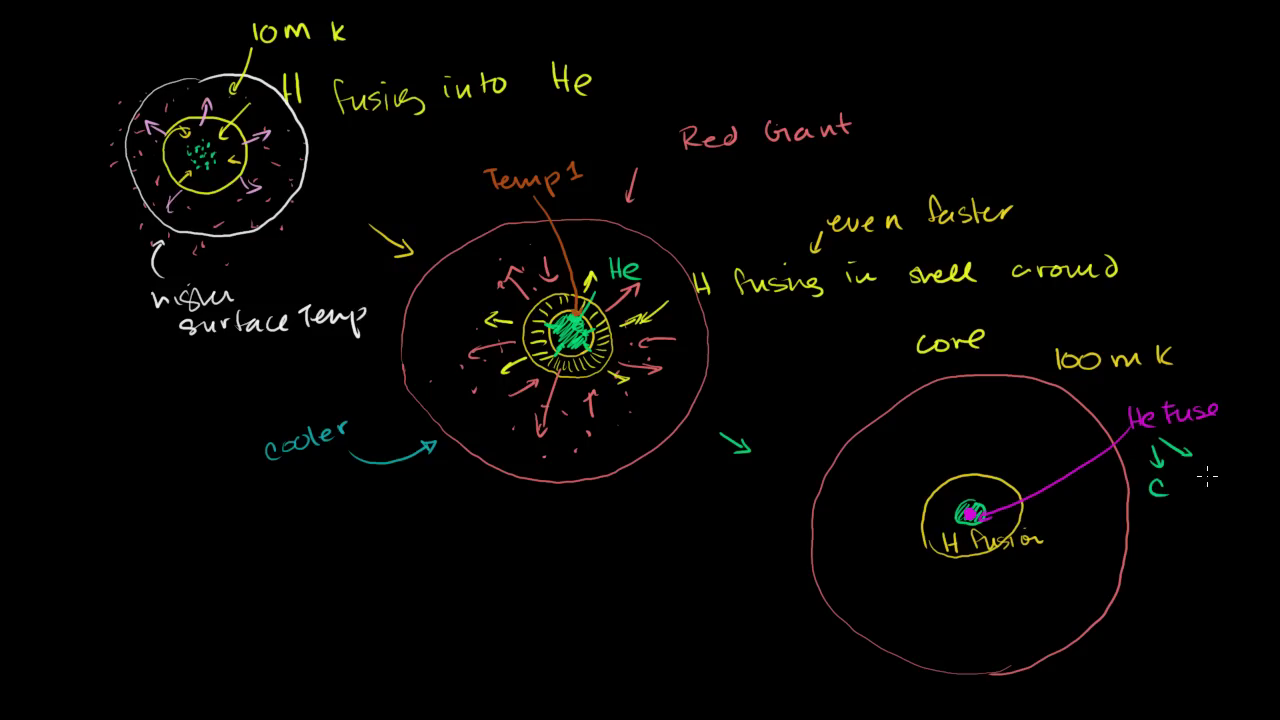 10m K
H fusing into He
higher
surface Temp
Red Giant
Temp↑
He
even faster
H fusing in shell around
core
cooler
100 m K
He Fuse
C
H fusion